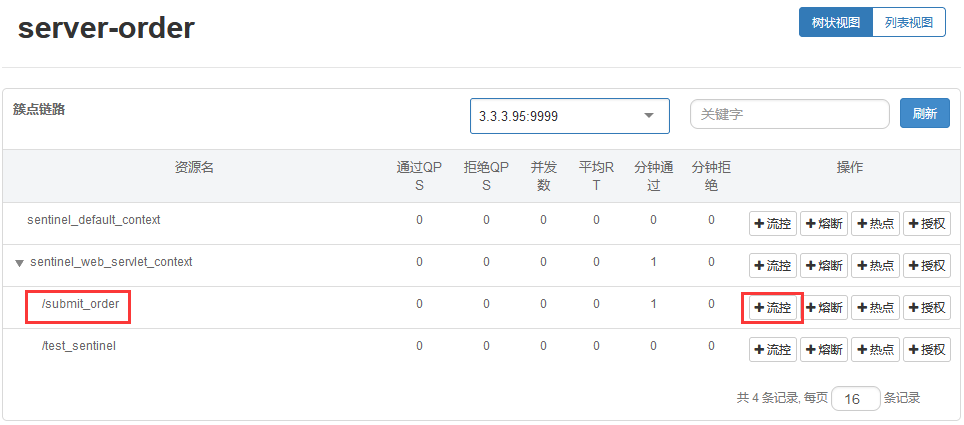 server-order
树状视图 列表视图
簇点链路 3.3.3.95:9999 关键字 刷新
资源名 通过QPS 拒绝QPS 并发数 平均RT 分钟通过 分钟拒绝 操作
sentinel_default_context 0 0 0 0 0 0 +流控 +熔断 +热点 +授权
sentinel_web_servlet_context 0 0 0 0 1 0 +流控 +熔断 +热点 +授权
/submit_order 0 0 0 0 1 0 +流控 +熔断 +热点 +授权
/test_sentinel 0 0 0 0 0 0 +流控 +熔断 +热点 +授权
共 4 条记录, 每页 16 条记录